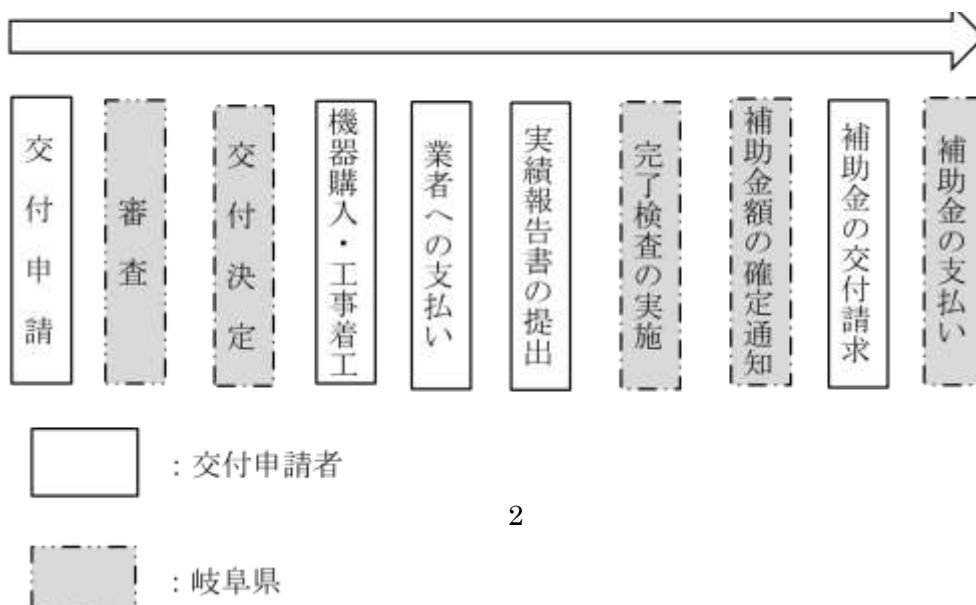 交付申請
審査
交付決定
機器購入・工事着工
業者への支払い
実績報告書の提出
完了検査の実施
補助金額の確定通知
補助金の交付請求
補助金の支払い
：交付申請者
2
：岐阜県